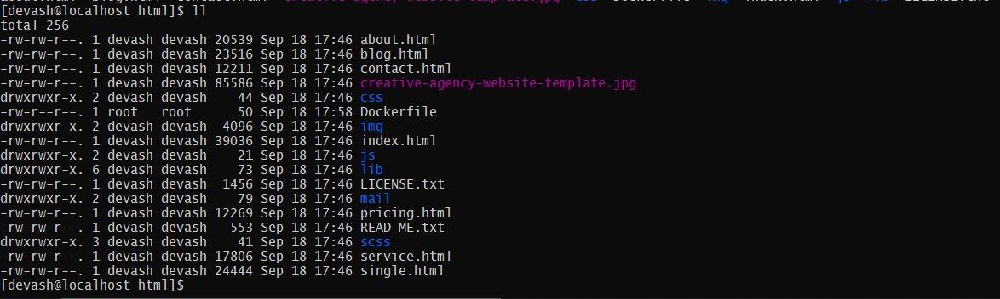 creative-agency-website-template.jpg
[devash@localhost html]$ ll
total 256
-rw-rw-r--. 1 devash devash 20539 Sep 18 17:46 about.html
-rw-rw-r--. 1 devash devash 23516 Sep 18 17:46 blog.html
-rw-rw-r--. 1 devash devash 12211 Sep 18 17:46 contact.html
-rw-rw-r--. 1 devash devash 85586 Sep 18 17:46 creative-agency-website-template.jpg
drwxrwxr-x. 2 devash devash    44 Sep 18 17:46 css
-rw-r--r--. 1 root   root      50 Sep 18 17:58 Dockerfile
drwxrwxr-x. 2 devash devash  4096 Sep 18 17:46 img
-rw-rw-r--. 1 devash devash 39036 Sep 18 17:46 index.html
drwxrwxr-x. 2 devash devash    21 Sep 18 17:46 js
drwxrwxr-x. 6 devash devash    73 Sep 18 17:46 lib
-rw-rw-r--. 1 devash devash  1456 Sep 18 17:46 LICENSE.txt
drwxrwxr-x. 2 devash devash    79 Sep 18 17:46 mail
-rw-rw-r--. 1 devash devash 12269 Sep 18 17:46 pricing.html
-rw-rw-r--. 1 devash devash   553 Sep 18 17:46 READ-ME.txt
drwxrwxr-x. 3 devash devash    41 Sep 18 17:46 scss
-rw-rw-r--. 1 devash devash 17806 Sep 18 17:46 service.html
-rw-rw-r--. 1 devash devash 24444 Sep 18 17:46 single.html
[devash@localhost html]$